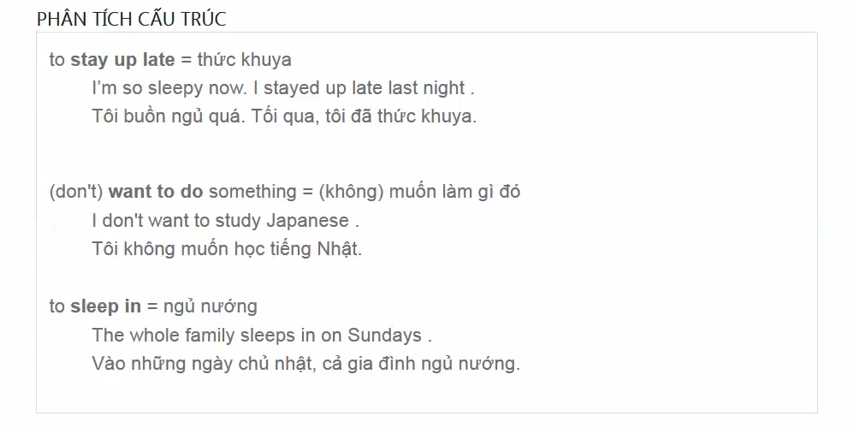 PHÂN TÍCH CẤU TRÚC
to stay up late = thức khuya
I'm so sleepy now. I stayed up late last night .
Tôi buồn ngủ quá. Tối qua, tôi đã thức khuya.
(don't) want to do something = (không) muốn làm gì đó
I don't want to study Japanese .
Tôi không muốn học tiếng Nhật.
to sleep in = ngủ nướng
The whole family sleeps in on Sundays .
Vào những ngày chủ nhật, cả gia đình ngủ nướng.